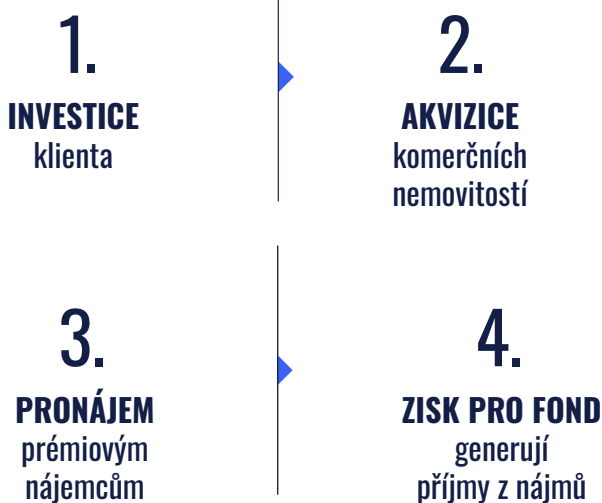 1.
INVESTICE
klienta
2.
AKVIZICE
komerčních
nemovitostí
3.
PRONÁJEM
prémiovým
nájemcům
4.
ZISK PRO FOND
generují
příjmy z nájmů